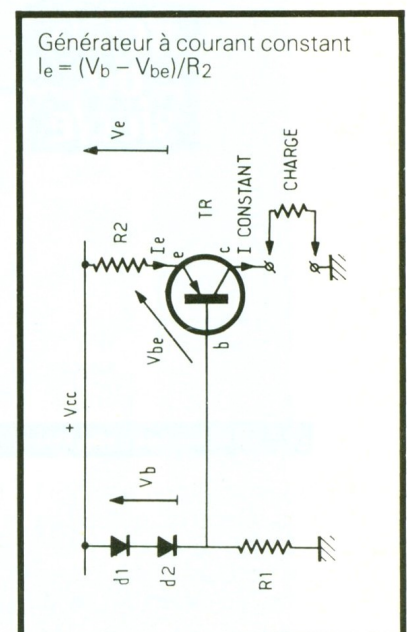 Générateur à courant constant
Ie = (Vb – Vbe)/R2
Ve
CHARGE
R2
Ie
e
TR
c
I CONSTANT
Vbe
b
+ Vcc
Vb
d1
d2
R1